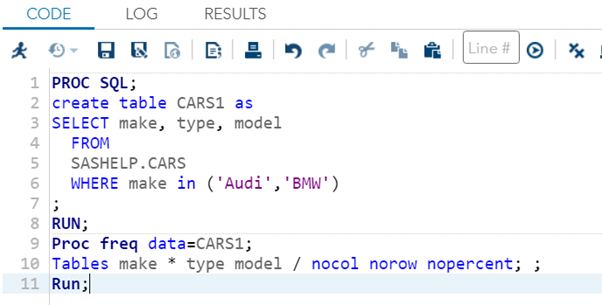 CODE LOG RESULTS
Line #
1 PROC SQL;
2 create table CARS1 as
3 SELECT make, type, model
4 FROM
5 SASHELP.CARS
6 WHERE make in ('Audi','BMW')
7 ;
8 RUN;
9 Proc freq data=CARS1;
10 Tables make * type model / nocol norow nopercent; ;
11 Run;